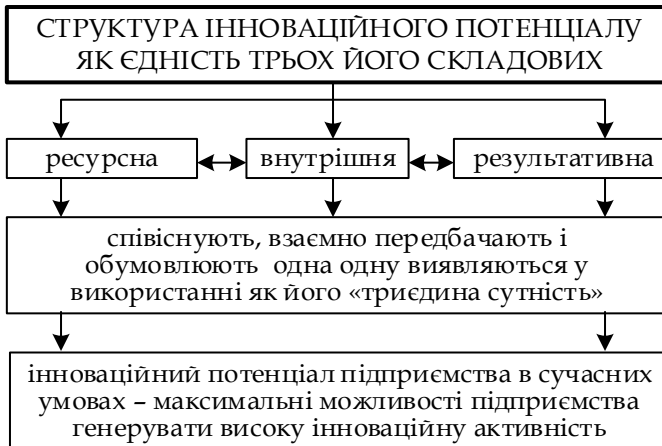 СТРУКТУРА ІННОВАЦІЙНОГО ПОТЕНЦІАЛУ
ЯК ЄДНІСТЬ ТРЬОХ ЙОГО СКЛАДОВИХ
ресурсна внутрішня результативна
співіснують, взаємно передбачають і
обумовлюють одна одну виявляються у
використанні як його «триєдина сутність»
інноваційний потенціал підприємства в сучасних
умовах – максимальні можливості підприємства
генерувати високу інноваційну активність